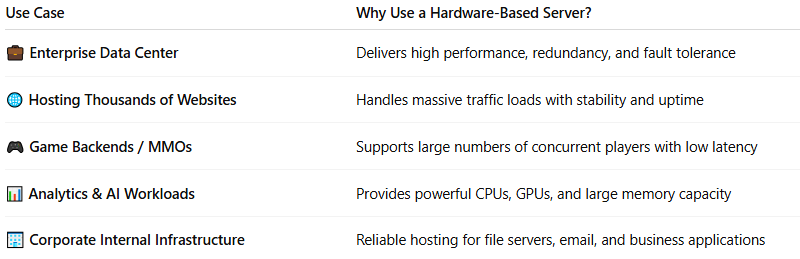 Use Case Why Use a Hardware-Based Server?
💼 Enterprise Data Center Delivers high performance, redundancy, and fault tolerance
🌐 Hosting Thousands of Websites Handles massive traffic loads with stability and uptime
🎮 Game Backends / MMOs Supports large numbers of concurrent players with low latency
📊 Analytics & AI Workloads Provides powerful CPUs, GPUs, and large memory capacity
🏢 Corporate Internal Infrastructure Reliable hosting for file servers, email, and business applications